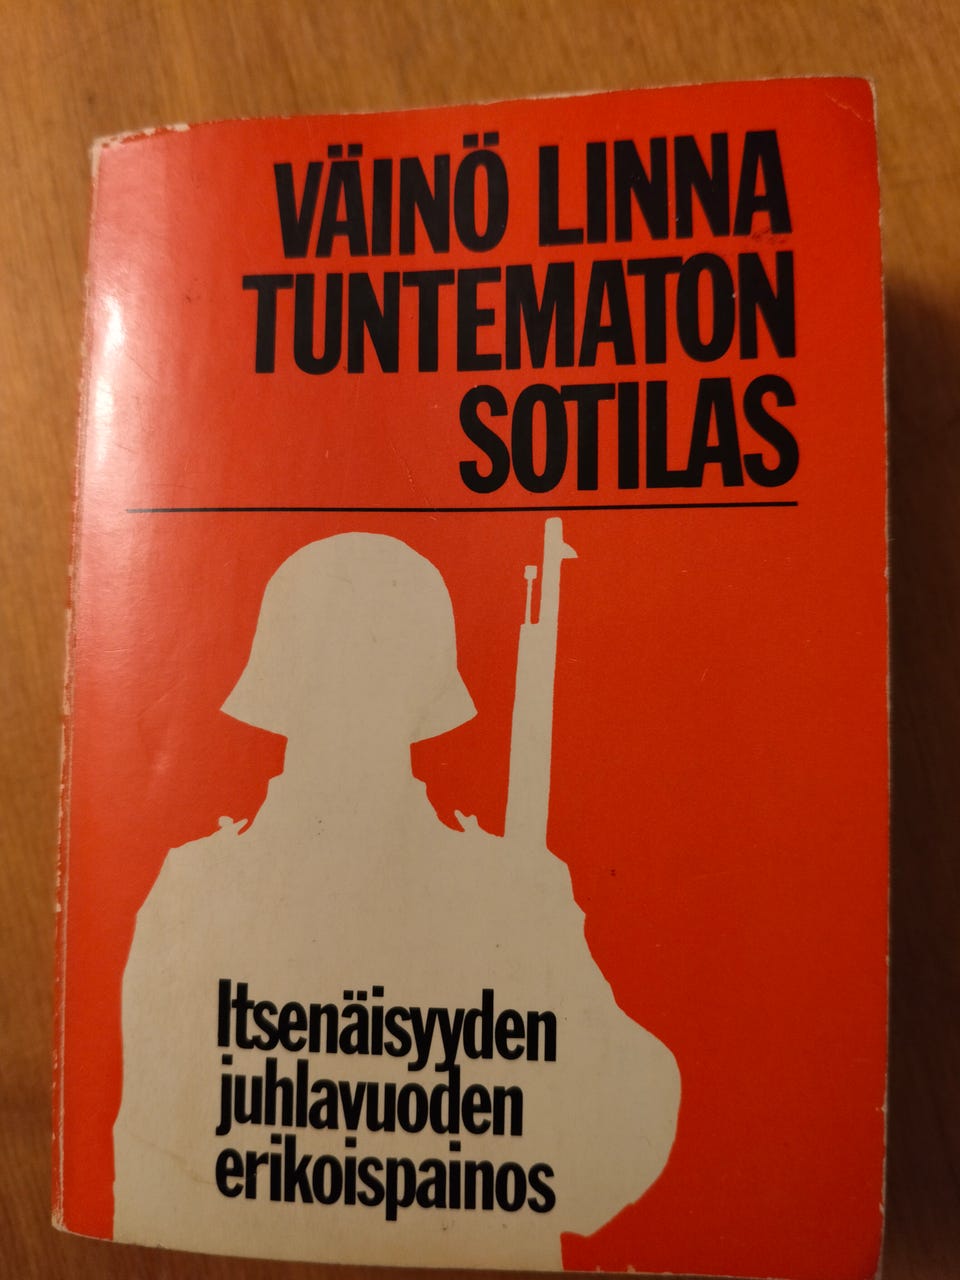 VÄINÖ LINNA
TUNTEMATON
SOTILAS
Itsenäisyyden
juhlavuoden
erikoispainos